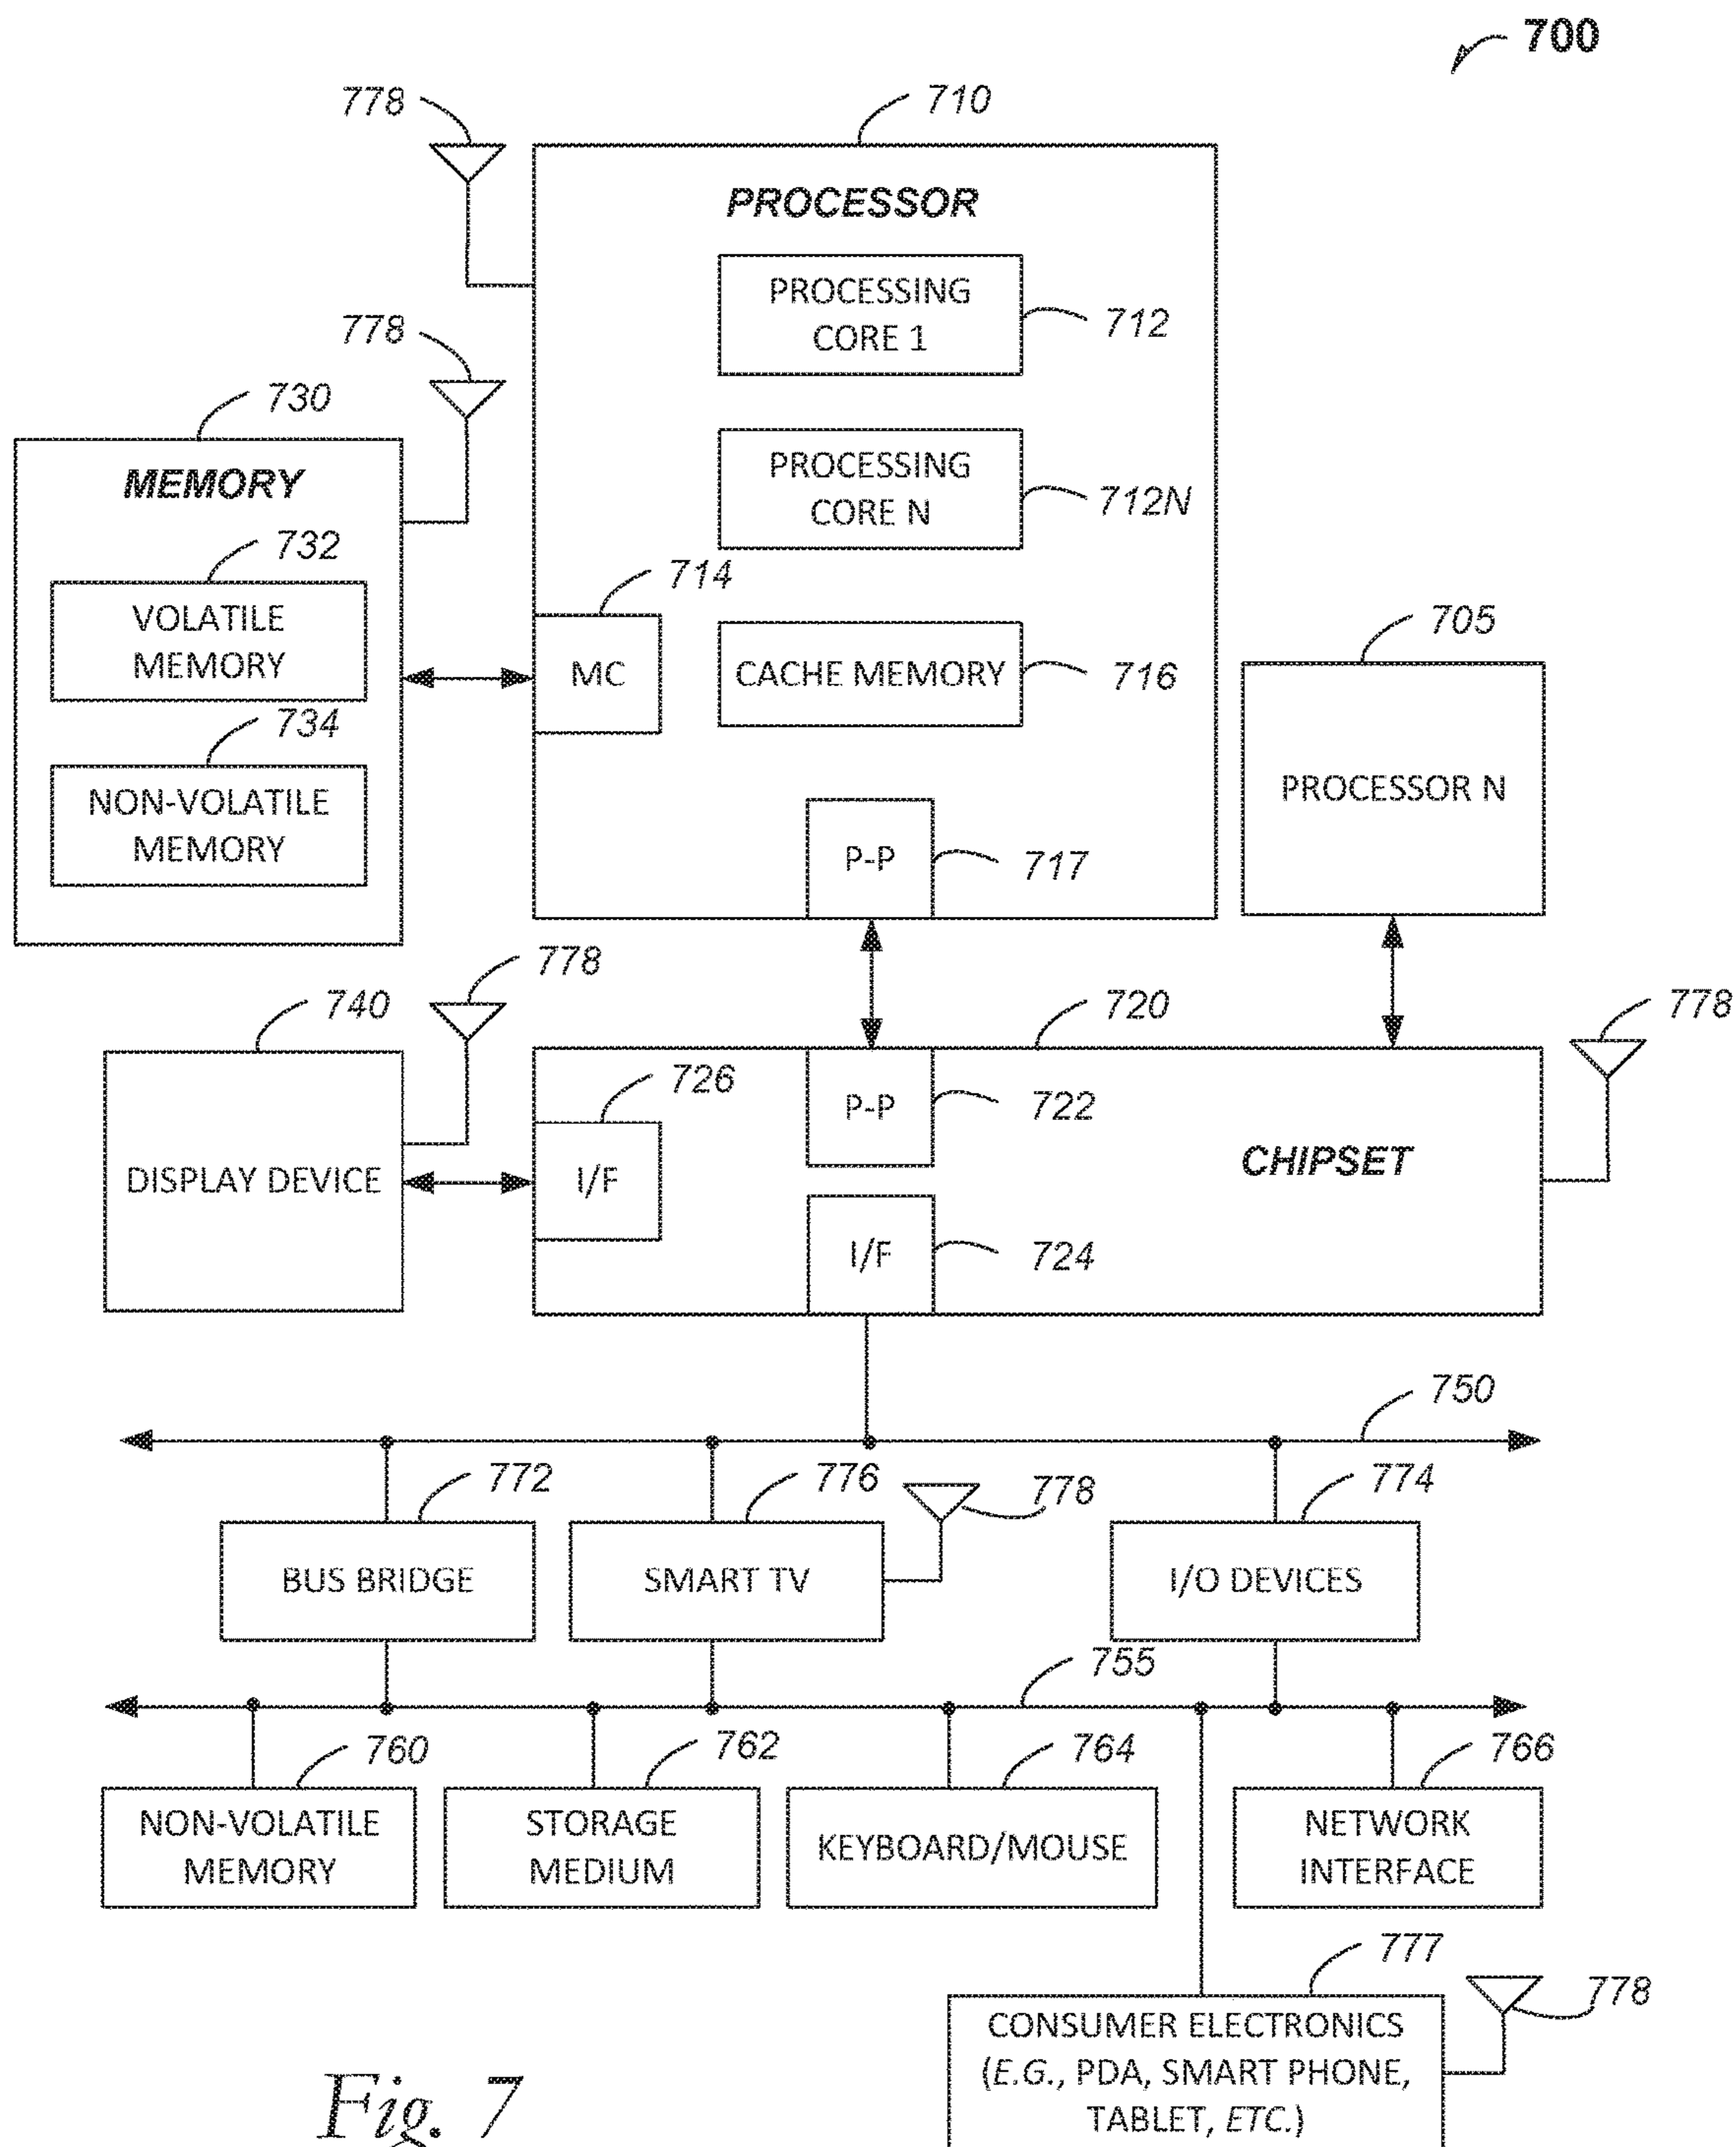 700
778
710
PROCESSOR
PROCESSING
CORE 1
712
778
730
MEMORY
PROCESSING
CORE N
712N
732
VOLATILE
MEMORY
714
MC
CACHE MEMORY
716
705
PROCESSOR N
734
NON-VOLATILE
MEMORY
P-P
717
778
740
DISPLAY DEVICE
720
778
726
I/F
P-P
722
CHIPSET
I/F
724
750
772
BUS BRIDGE
776
SMART TV
778
774
I/O DEVICES
755
760
NON-VOLATILE
MEMORY
762
STORAGE
MEDIUM
764
KEYBOARD/MOUSE
766
NETWORK
INTERFACE
777
CONSUMER ELECTRONICS
(E.G., PDA, SMART PHONE,
TABLET, ETC.)
778
Fig. 7